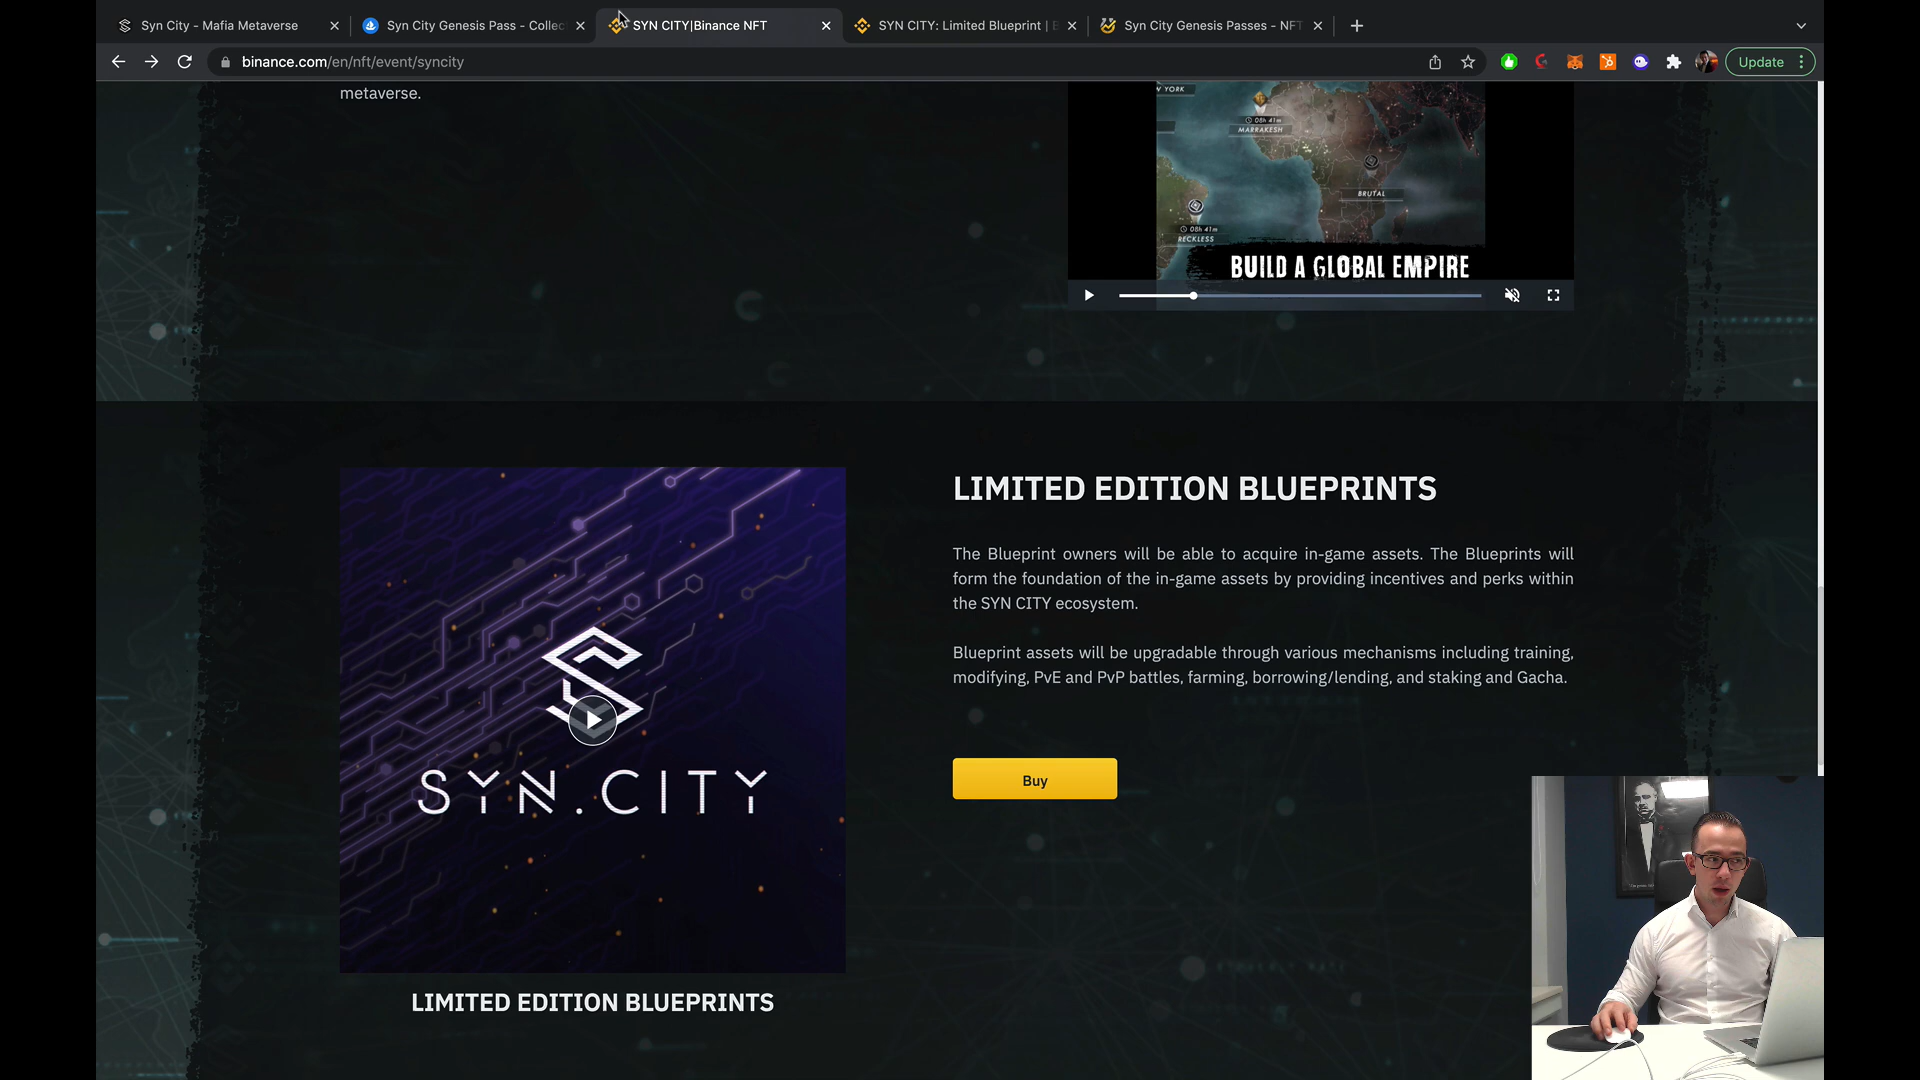 Syn City - Mafia Metaverse
Syn City Genesis Pass - Collec
SYN CITY|Binance NFT
SYN CITY: Limited Blueprint | B
Syn City Genesis Passes - NFT
binance.com/en/nft/event/syncity
Update
metaverse.
W YORK
08h 41m
MARRAKESH
BRUTAL
08h 41m
RECKLESS
BUILD A GLOBAL EMPIRE
SYN.CITY
LIMITED EDITION BLUEPRINTS
LIMITED EDITION BLUEPRINTS
The Blueprint owners will be able to acquire in-game assets. The Blueprints will
form the foundation of the in-game assets by providing incentives and perks within
the SYN CITY ecosystem.
Blueprint assets will be upgradable through various mechanisms including training,
modifying, PvE and PvP battles, farming, borrowing/lending, and staking and Gacha.
Buy